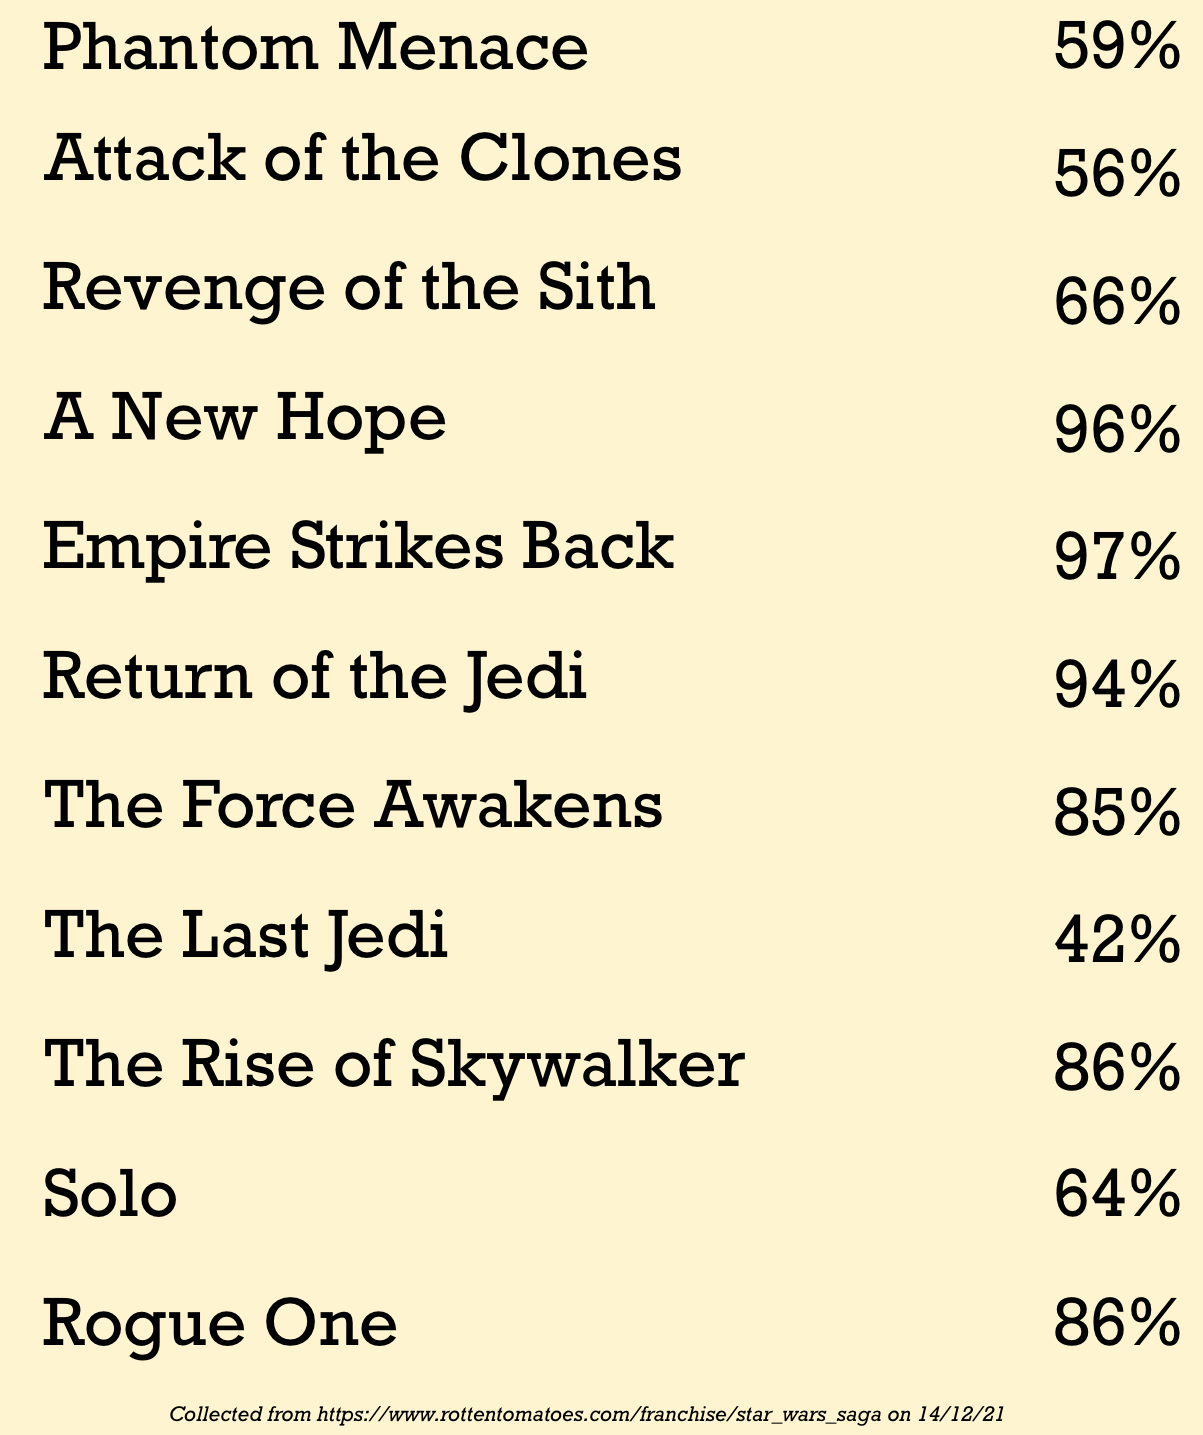 Phantom Menace 59%
Attack of the Clones 56%
Revenge of the Sith 66%
A New Hope 96%
Empire Strikes Back 97%
Return of the Jedi 94%
The Force Awakens 85%
The Last Jedi 42%
The Rise of Skywalker 86%
Solo 64%
Rogue One 86%
Collected from https://www.rottentomatoes.com/franchise/star_wars_saga on 14/12/21